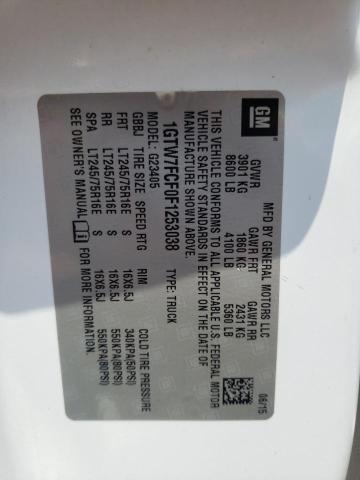 GM
MFD BY GENERAL MOTORS LLC 06/15
GVWR GAWR FRT GAWR RR
3901 KG 1860 KG 2431 KG
8600 LB 4100 LB 5360 LB
THIS VEHICLE CONFORMS TO ALL APPLICABLE U.S. FEDERAL MOTOR
VEHICLE SAFETY STANDARDS IN EFFECT ON THE DATE OF
MANUFACTURE SHOWN ABOVE.
1GTW7FCF0F1253038 TYPE: TRUCK
MODEL: G23405
GBBJ TIRE SIZE SPEED RTG RIM COLD TIRE PRESSURE
FRT LT245/75R16E S 16X6.5J 340KPA(50PSI)
RR LT245/75R16E S 16X6.5J 550KPA(80PSI)
SPA LT245/75R16E S 16X6.5J 550KPA(80PSI)
SEE OWNER'S MANUAL FOR MORE INFORMATION.